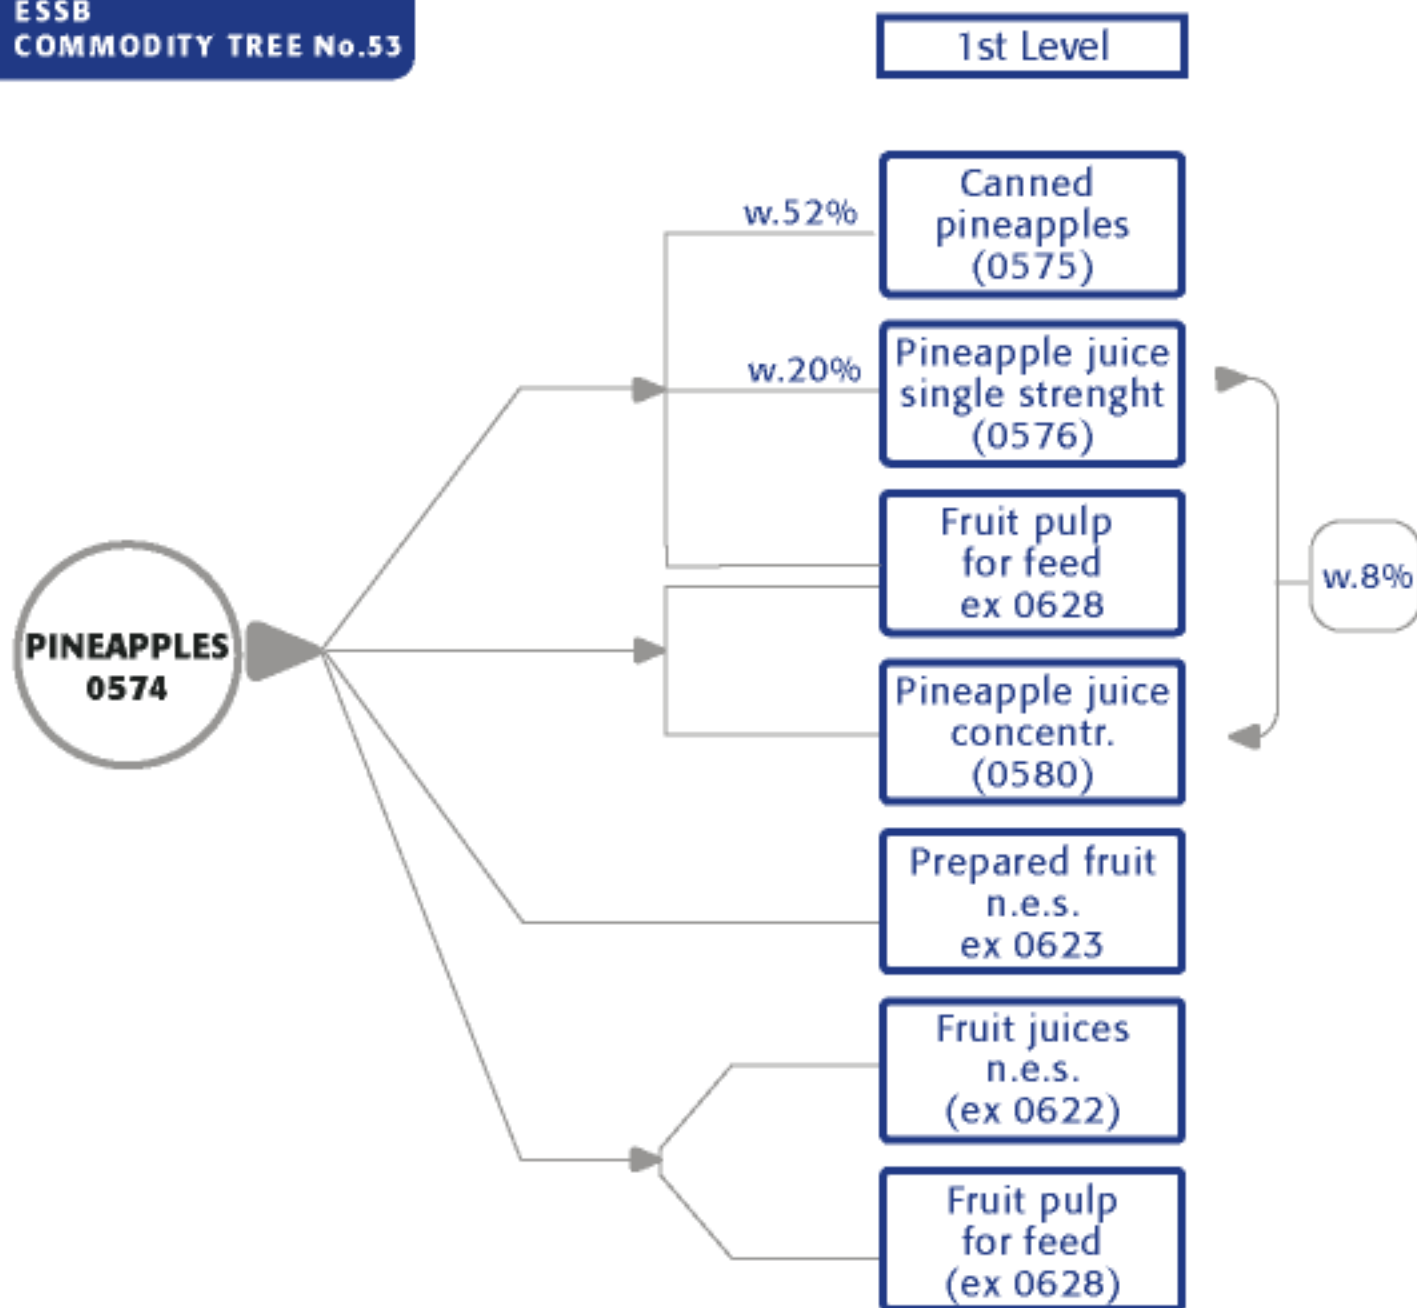 ESSB
COMMODITY TREE No.53
1st Level
w.52%
Canned
pineapples
(0575)
w.20%
Pineapple juice
single strenght
(0576)
Fruit pulp
for feed
ex 0628
w.8%
PINEAPPLES
0574
Pineapple juice
concentr.
(0580)
Prepared fruit
n.e.s.
ex 0623
Fruit juices
n.e.s.
(ex 0622)
Fruit pulp
for feed
(ex 0628)